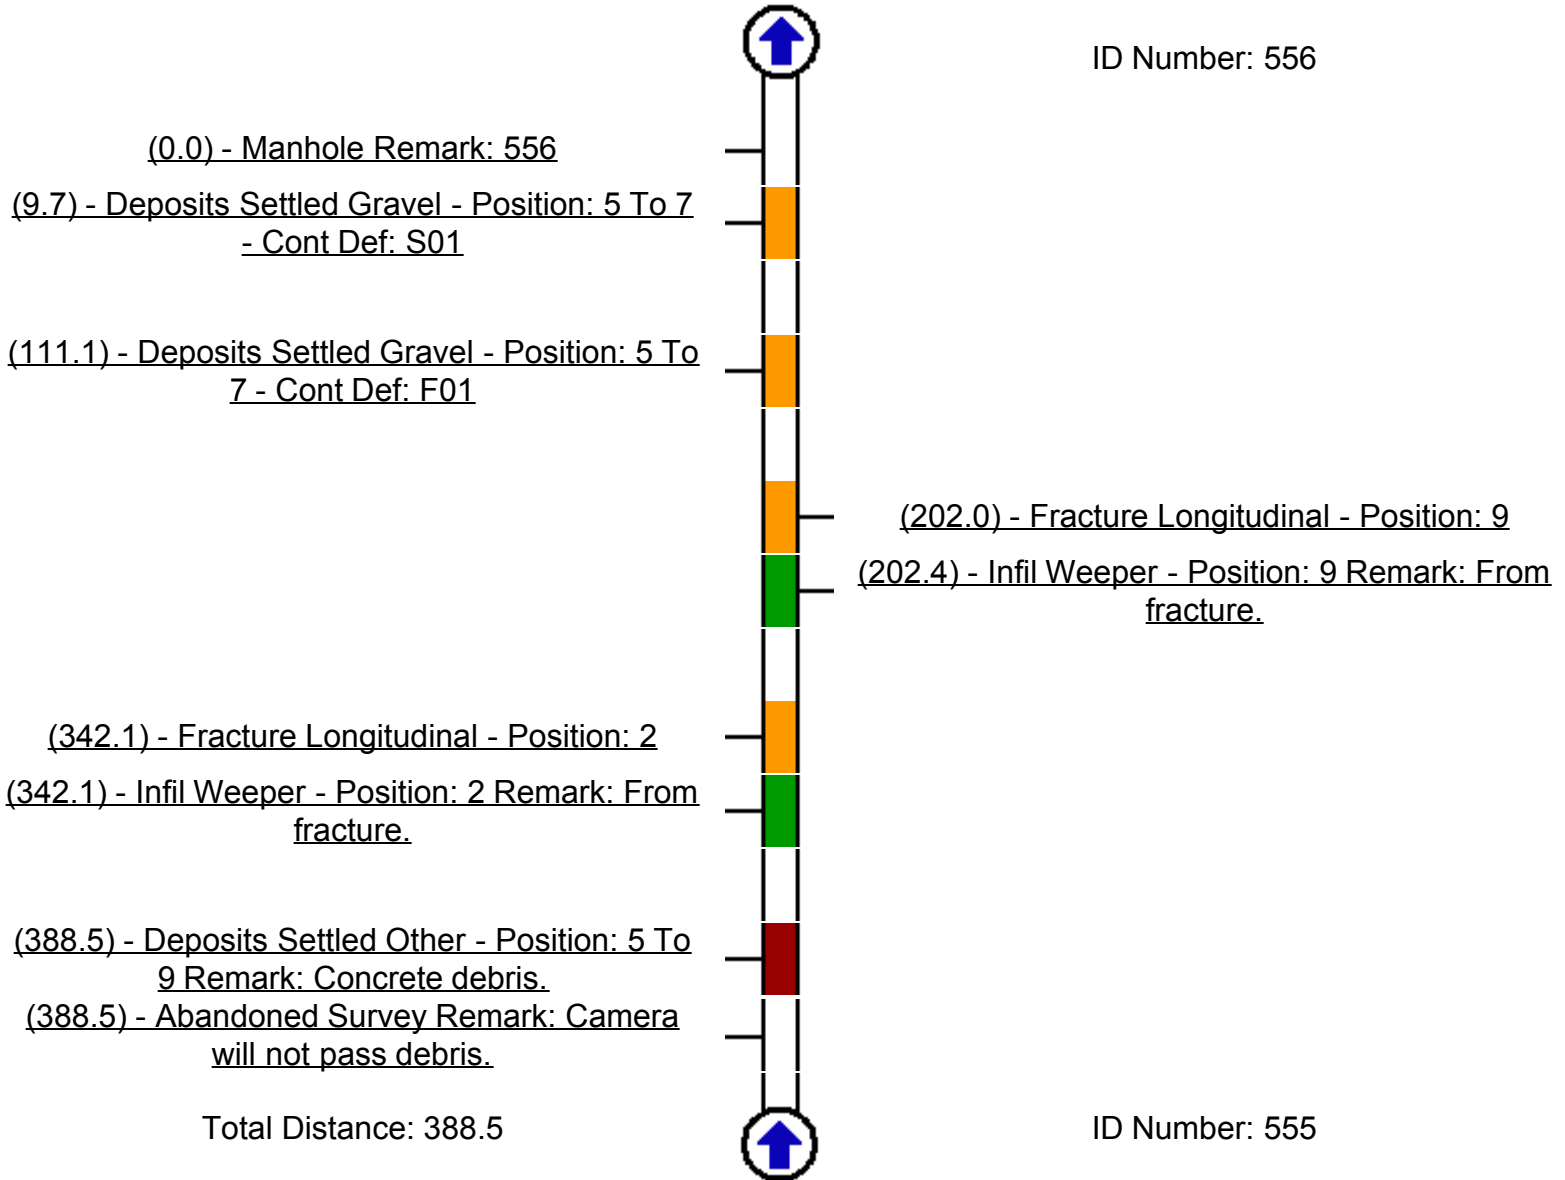 ID Number: 556
(0.0) - Manhole Remark: 556
(9.7) - Deposits Settled Gravel - Position: 5 To 7
- Cont Def: S01
(111.1) - Deposits Settled Gravel - Position: 5 To
7 - Cont Def: F01
(202.0) - Fracture Longitudinal - Position: 9
(202.4) - Infil Weeper - Position: 9 Remark: From
fracture.
(342.1) - Fracture Longitudinal - Position: 2
(342.1) - Infil Weeper - Position: 2 Remark: From
fracture.
(388.5) - Deposits Settled Other - Position: 5 To
9 Remark: Concrete debris.
(388.5) - Abandoned Survey Remark: Camera
will not pass debris.
Total Distance: 388.5
ID Number: 555